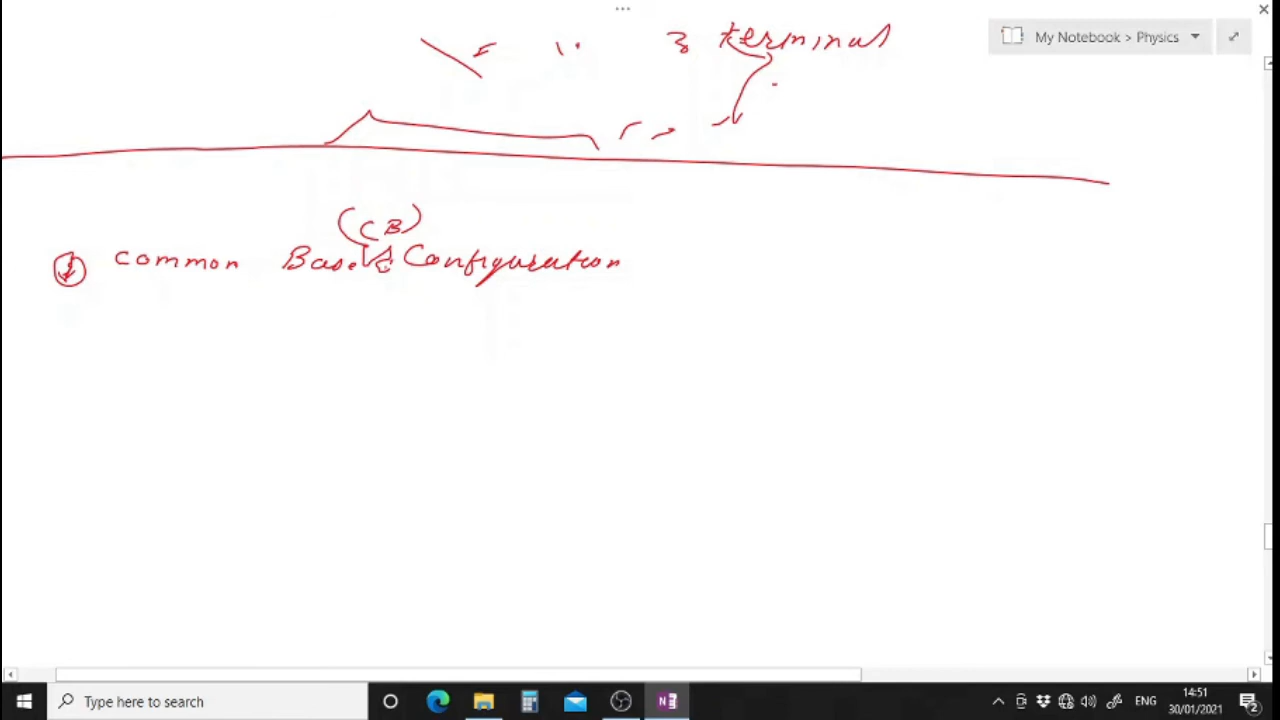 3 terminal
My Notebook > Physics
(CB)
1 Common Base Configuration
Type here to search
ENG
14:51
30/01/2021
2